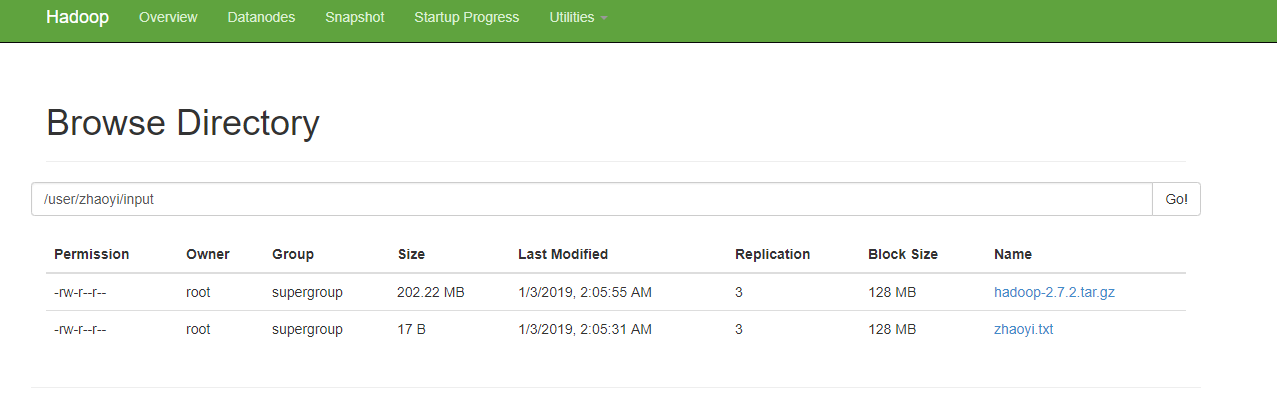 Hadoop Overview Datanodes Snapshot Startup Progress Utilities
Browse Directory
/user/zhaoyi/input Go!
Permission Owner Group Size Last Modified Replication Block Size Name
-rw-r--r-- root supergroup 202.22 MB 1/3/2019, 2:05:55 AM 3 128 MB hadoop-2.7.2.tar.gz
-rw-r--r-- root supergroup 17 B 1/3/2019, 2:05:31 AM 3 128 MB zhaoyi.txt